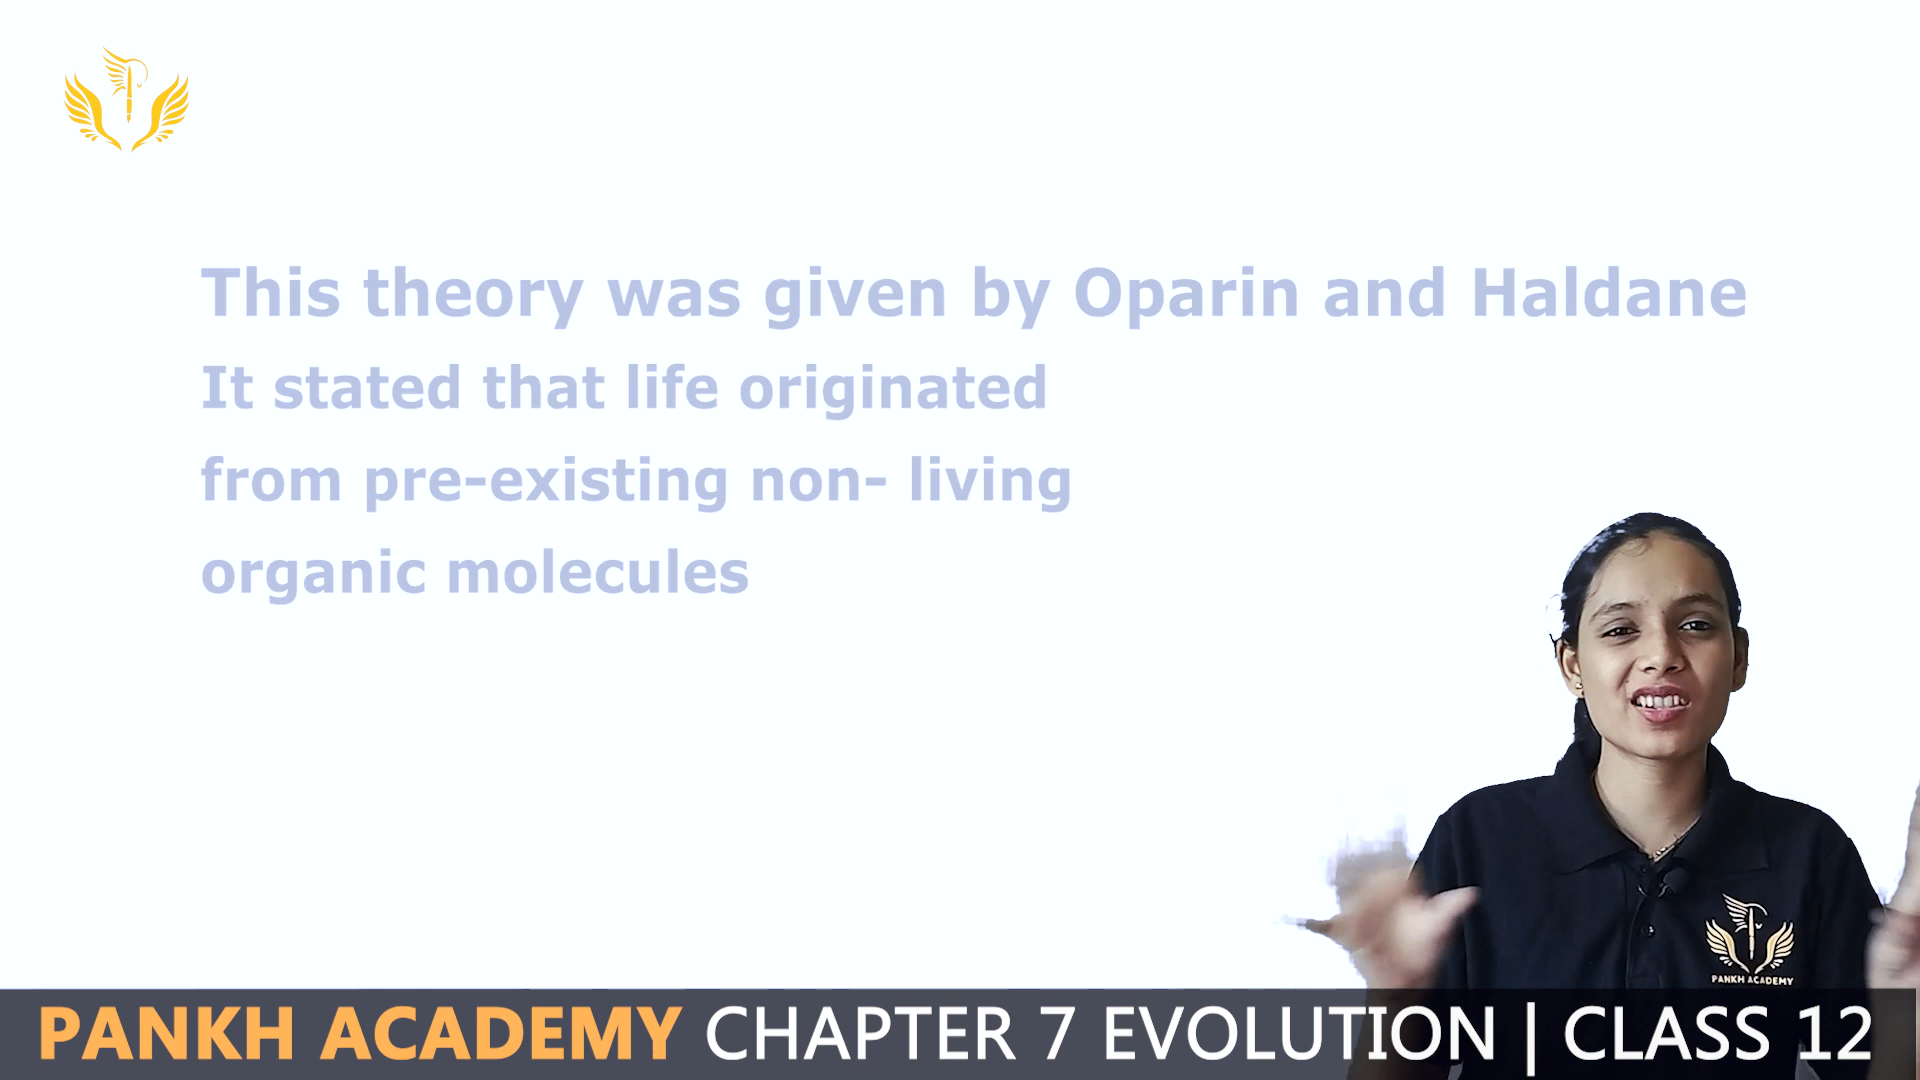 This theory was given by Oparin and Haldane
It stated that life originated
from pre-existing non- living
organic molecules
PANKH ACADEMY
PANKH ACADEMY CHAPTER 7 EVOLUTION | CLASS 12